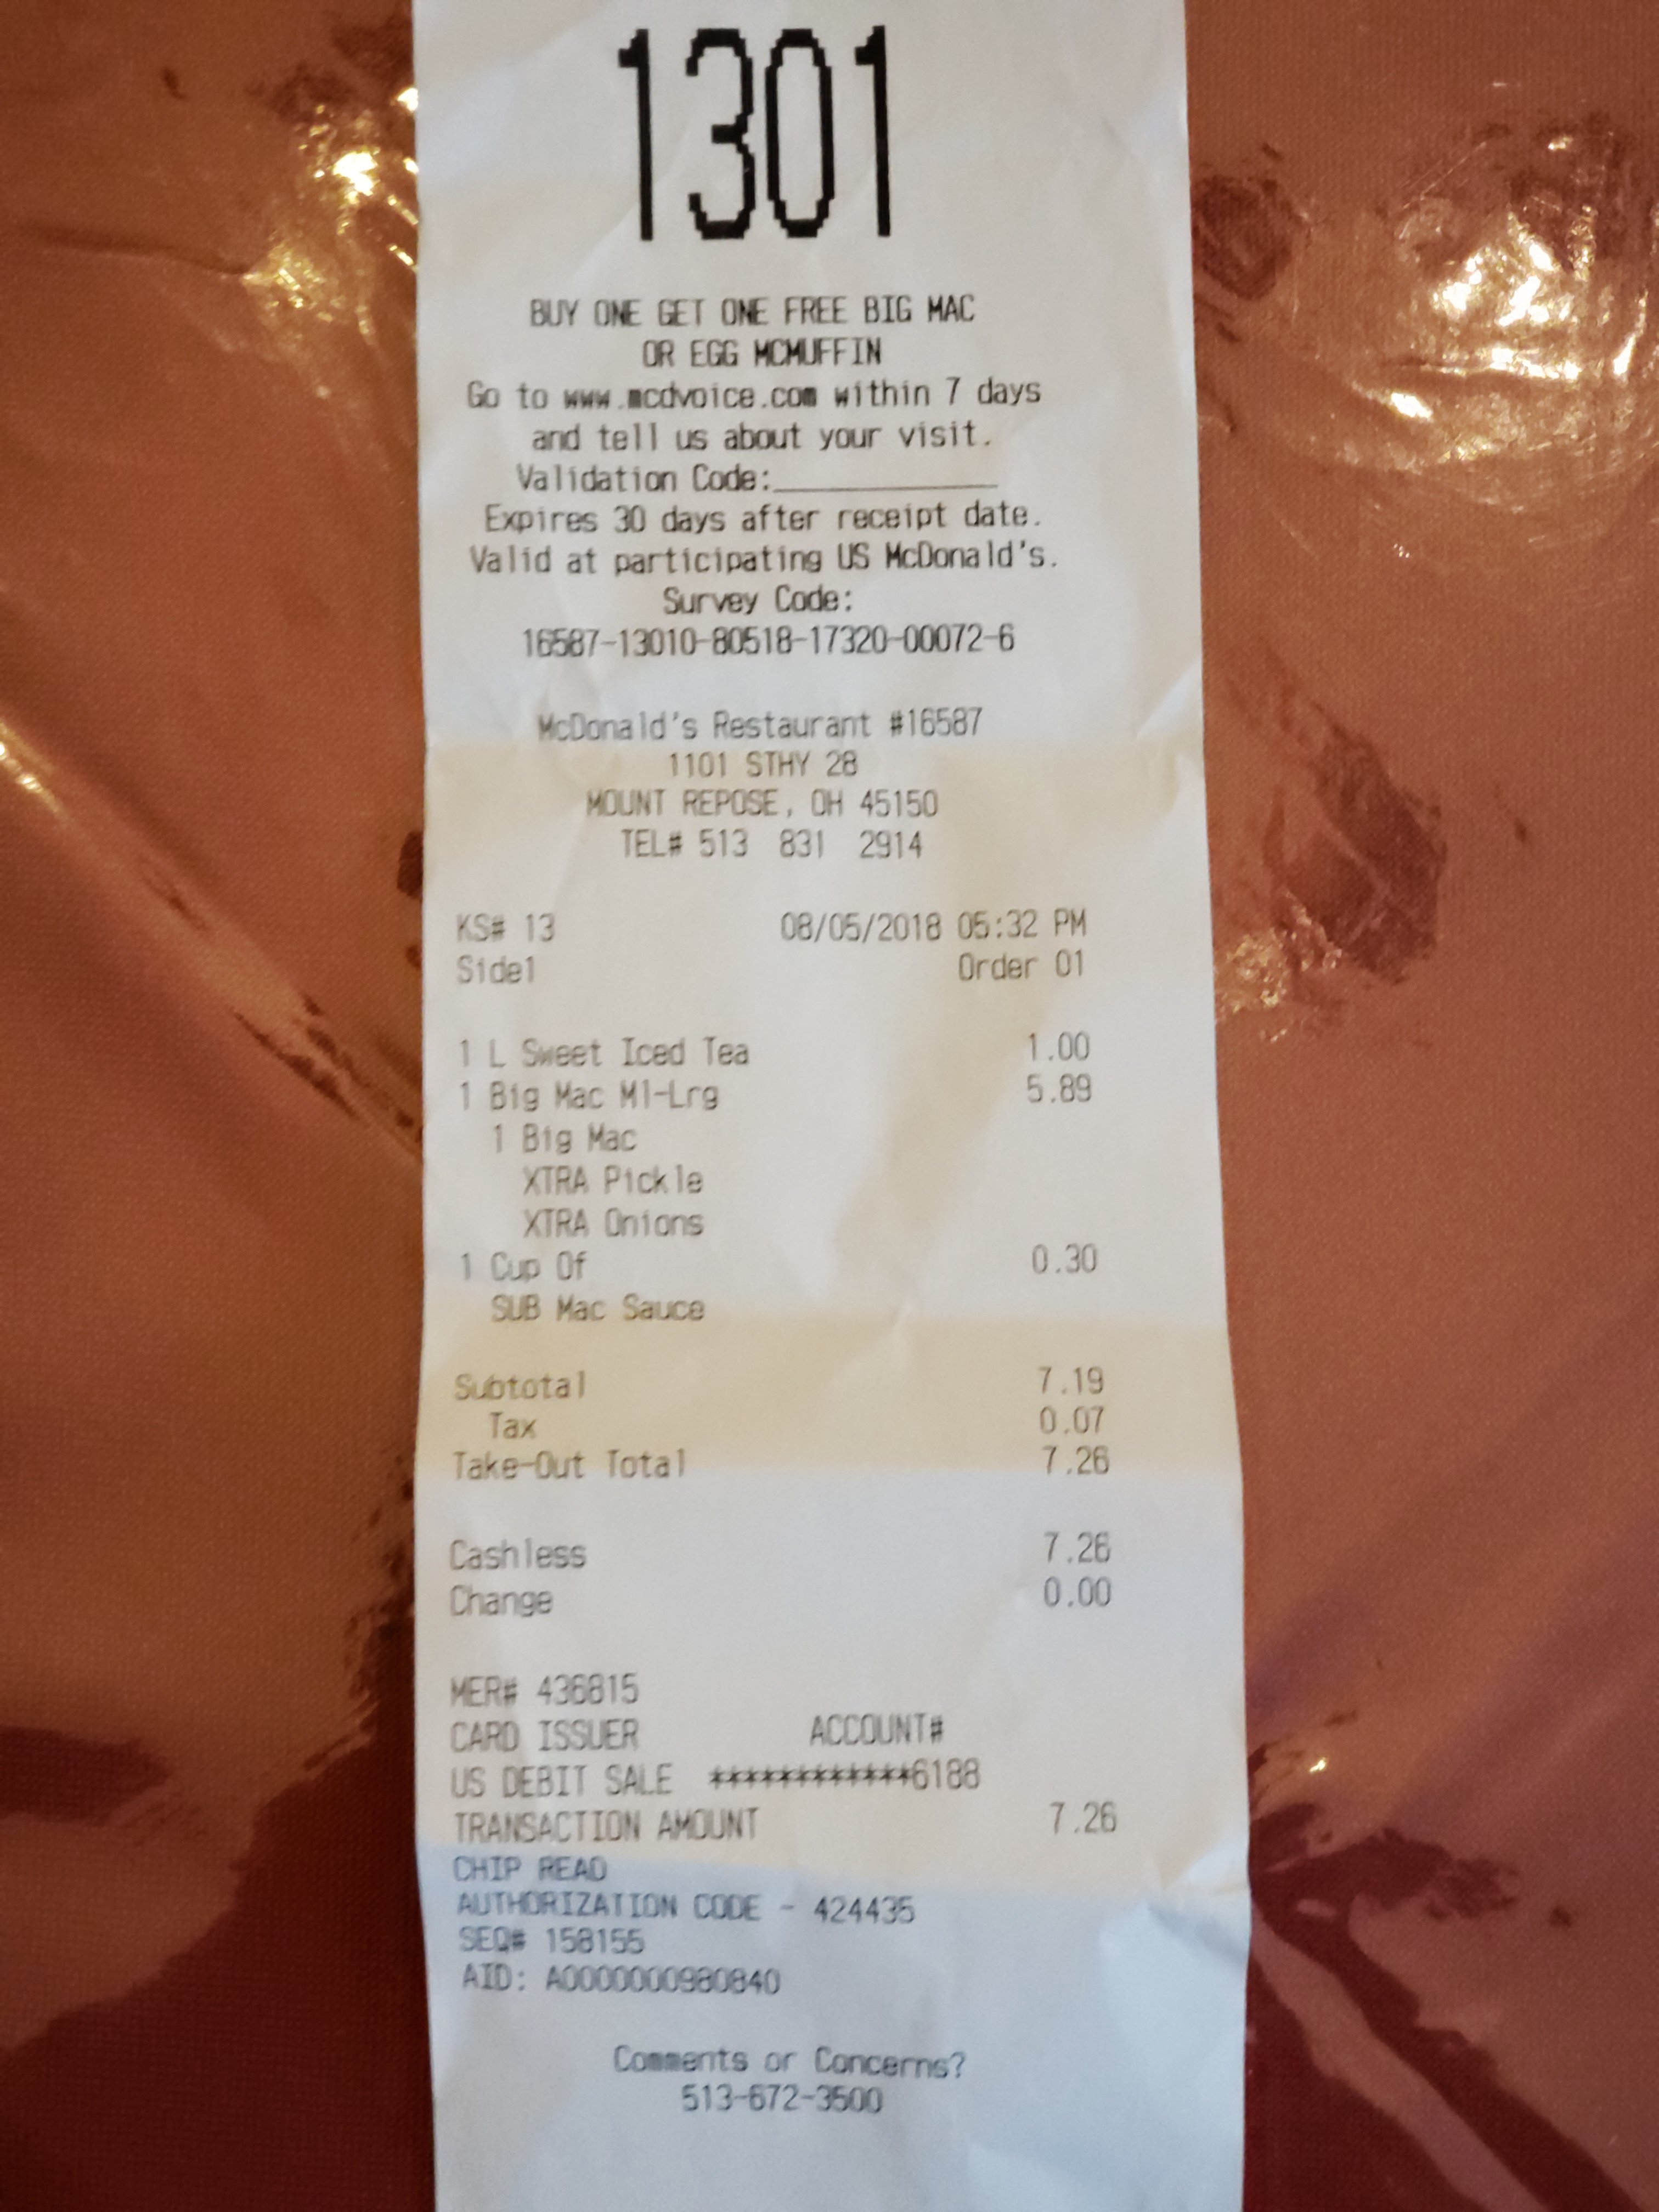 1301
BUY ONE GET ONE FREE BIG MAC
OR EGG MCMUFFIN
Go to www.mcdvoice.com within 7 days
and tell us about your visit.
Validation Code:____________
Expires 30 days after receipt date.
Valid at participating US McDonald's.
Survey Code:
16587-13010-80518-17320-00072-6
McDonald's Restaurant #16587
1101 STHY 28
MOUNT REPOSE, OH 45150
TEL# 513 831 2914
KS# 13 08/05/2018 05:32 PM
Side1 Order 01
1 L Sweet Iced Tea 1.00
1 Big Mac Ml-Lrg 5.89
1 Big Mac
XTRA Pickle
XTRA Onions
1 Cup Of 0.30
SUB Mac Sauce
Subtotal 7.19
Tax 0.07
Take-Out Total 7.26
Cashless 7.26
Change 0.00
MER# 436815
CARD ISSUER ACCOUNT#
US DEBIT SALE ************6188
TRANSACTION AMOUNT 7.26
CHIP READ
AUTHORIZATION CODE - 424435
SEQ# 158155
AID: A0000000980840
Comments or Concerns?
513-672-3500